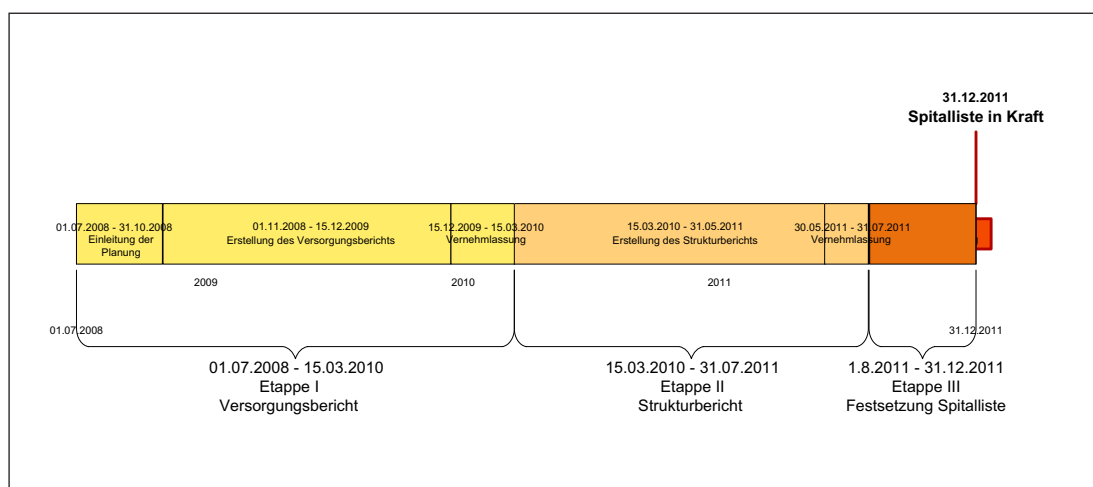 31.12.2011
Spitalliste in Kraft
01.07.2008 - 31.10.2008
Einleitung der
Planung
01.11.2008 - 15.12.2009
Erstellung des Versorgungsberichts
15.12.2009 - 15.03.2010
Vernehmlassung
15.03.2010 - 31.05.2011
Erstellung des Strukturberichts
30.05.2011 - 31.07.2011
Vernehmlassung
2009
2010
2011
01.07.2008
31.12.2011
01.07.2008 - 15.03.2010
Etappe I
Versorgungsbericht
15.03.2010 - 31.07.2011
Etappe II
Strukturbericht
1.8.2011 - 31.12.2011
Etappe III
Festsetzung Spitalliste